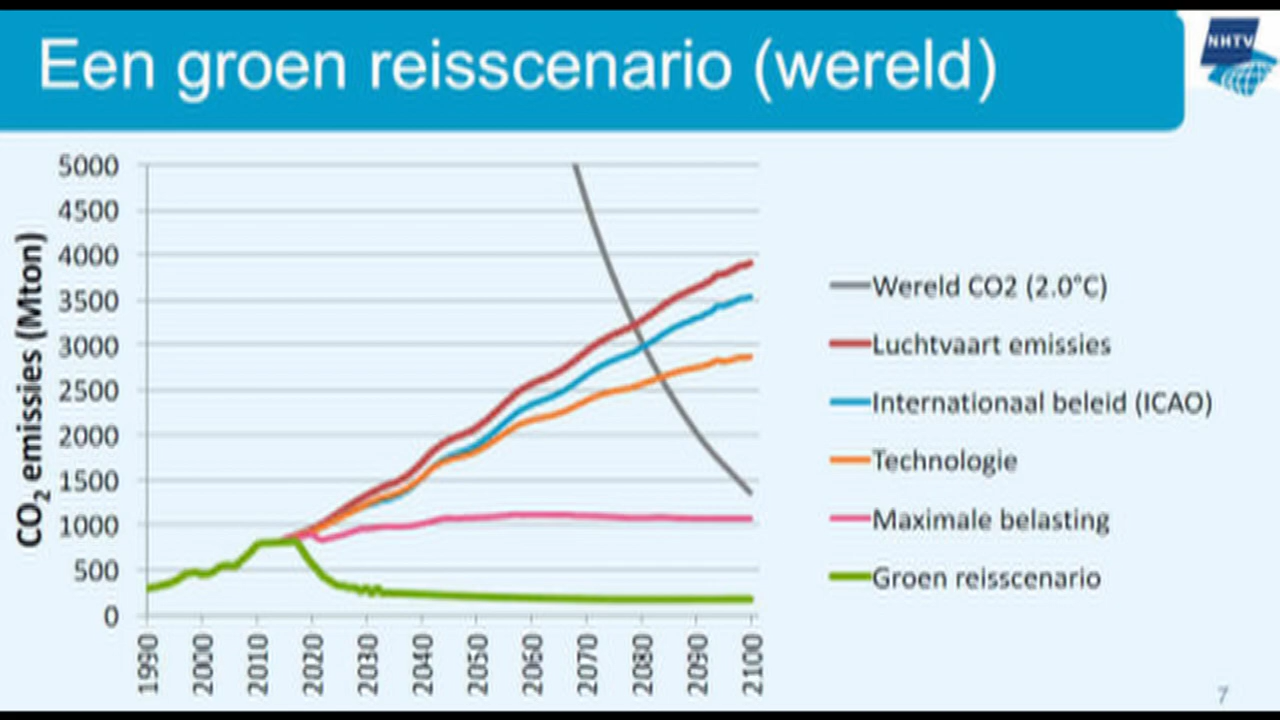 Een groen reisscenario (wereld)
NHTV
5000
4500
4000
3500
3000
2500
2000
1500
1000
500
0
CO₂ emissies (Mton)
1990
2000
2010
2020
2030
2040
2050
2060
2070
2080
2090
2100
Wereld CO2 (2.0°C)
Luchtvaart emissies
Internationaal beleid (ICAO)
Technologie
Maximale belasting
Groen reisscenario
7